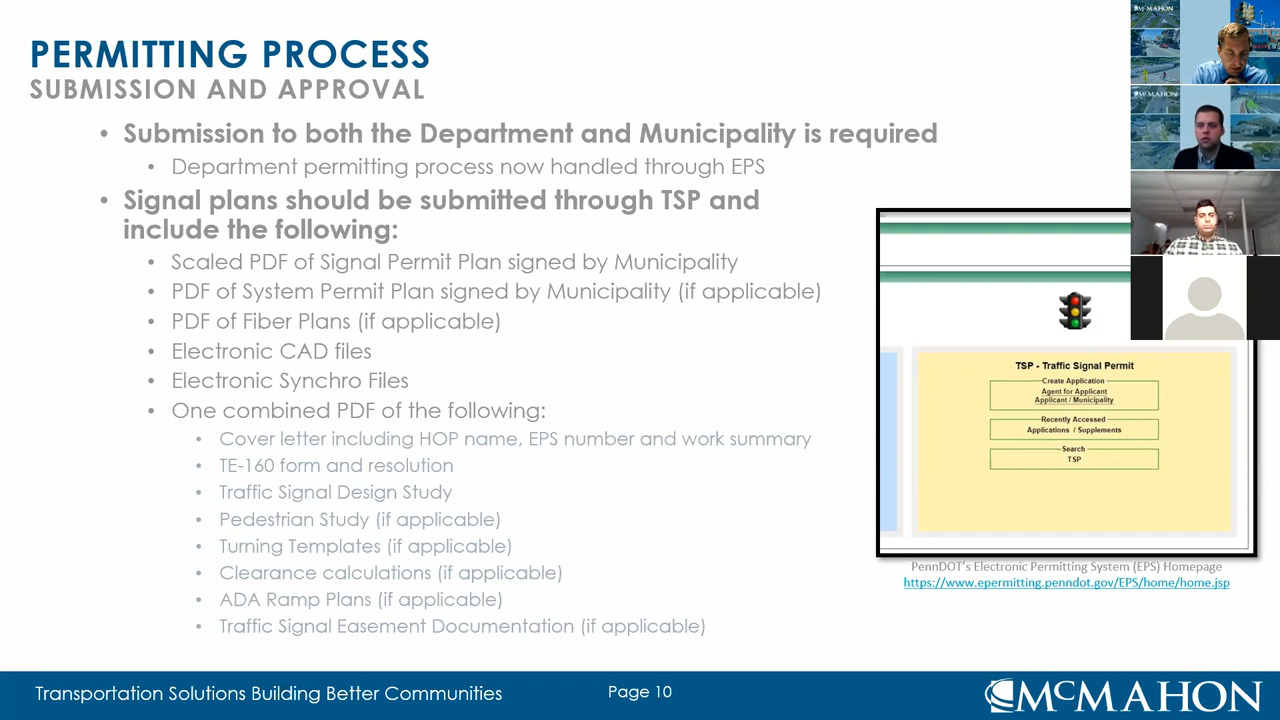 PERMITTING PROCESS
SUBMISSION AND APPROVAL
• Submission to both the Department and Municipality is required
• Department permitting process now handled through EPS
• Signal plans should be submitted through TSP and
include the following:
• Scaled PDF of Signal Permit Plan signed by Municipality
• PDF of System Permit Plan signed by Municipality (if applicable)
• PDF of Fiber Plans (if applicable)
• Electronic CAD files
• Electronic Synchro Files
• One combined PDF of the following:
• Cover letter including HOP name, EPS number and work summary
• TE-160 form and resolution
• Traffic Signal Design Study
• Pedestrian Study (if applicable)
• Turning Templates (if applicable)
• Clearance calculations (if applicable)
• ADA Ramp Plans (if applicable)
• Traffic Signal Easement Documentation (if applicable)
McMAHON
McMAHON
TSP - Traffic Signal Permit
Create Application
Agent for Applicant
Applicant / Municipality
Recently Accessed
Applications / Supplements
Search
TSP
PennDOT's Electronic Permitting System (EPS) Homepage
https://www.epermitting.penndot.gov/EPS/home/home.jsp
Transportation Solutions Building Better Communities
Page 10
McMAHON